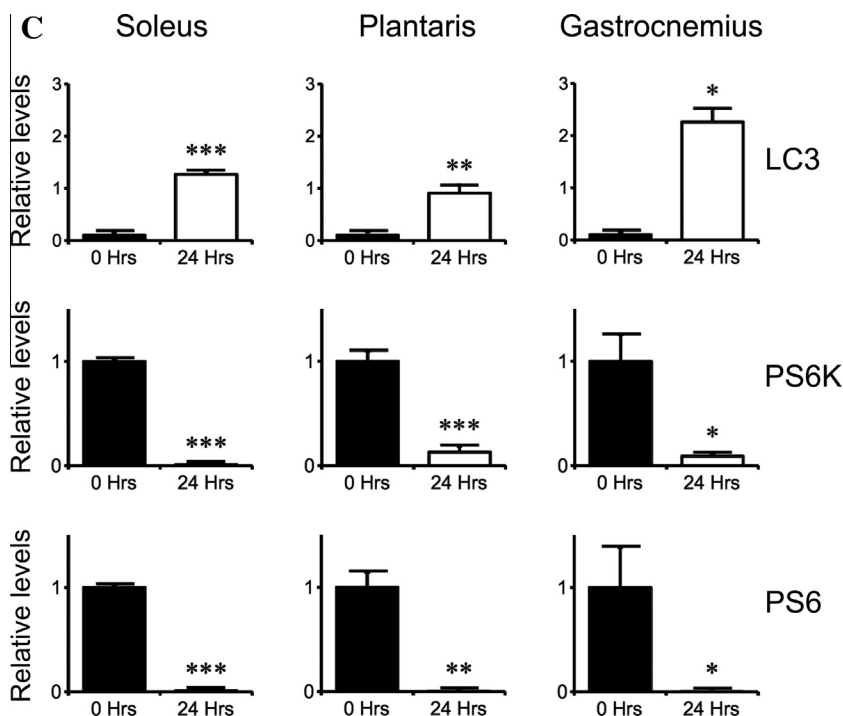 C Soleus Plantaris Gastrocnemius
Relative levels
3
2
1
0
***
0 Hrs 24 Hrs
3
2
1
0
**
0 Hrs 24 Hrs
3
2
1
0
*
0 Hrs 24 Hrs
LC3
Relative levels
1
0
***
0 Hrs 24 Hrs
1
0
***
0 Hrs 24 Hrs
1
0
*
0 Hrs 24 Hrs
PS6K
Relative levels
1
0
***
0 Hrs 24 Hrs
1
0
**
0 Hrs 24 Hrs
1
0
*
0 Hrs 24 Hrs
PS6